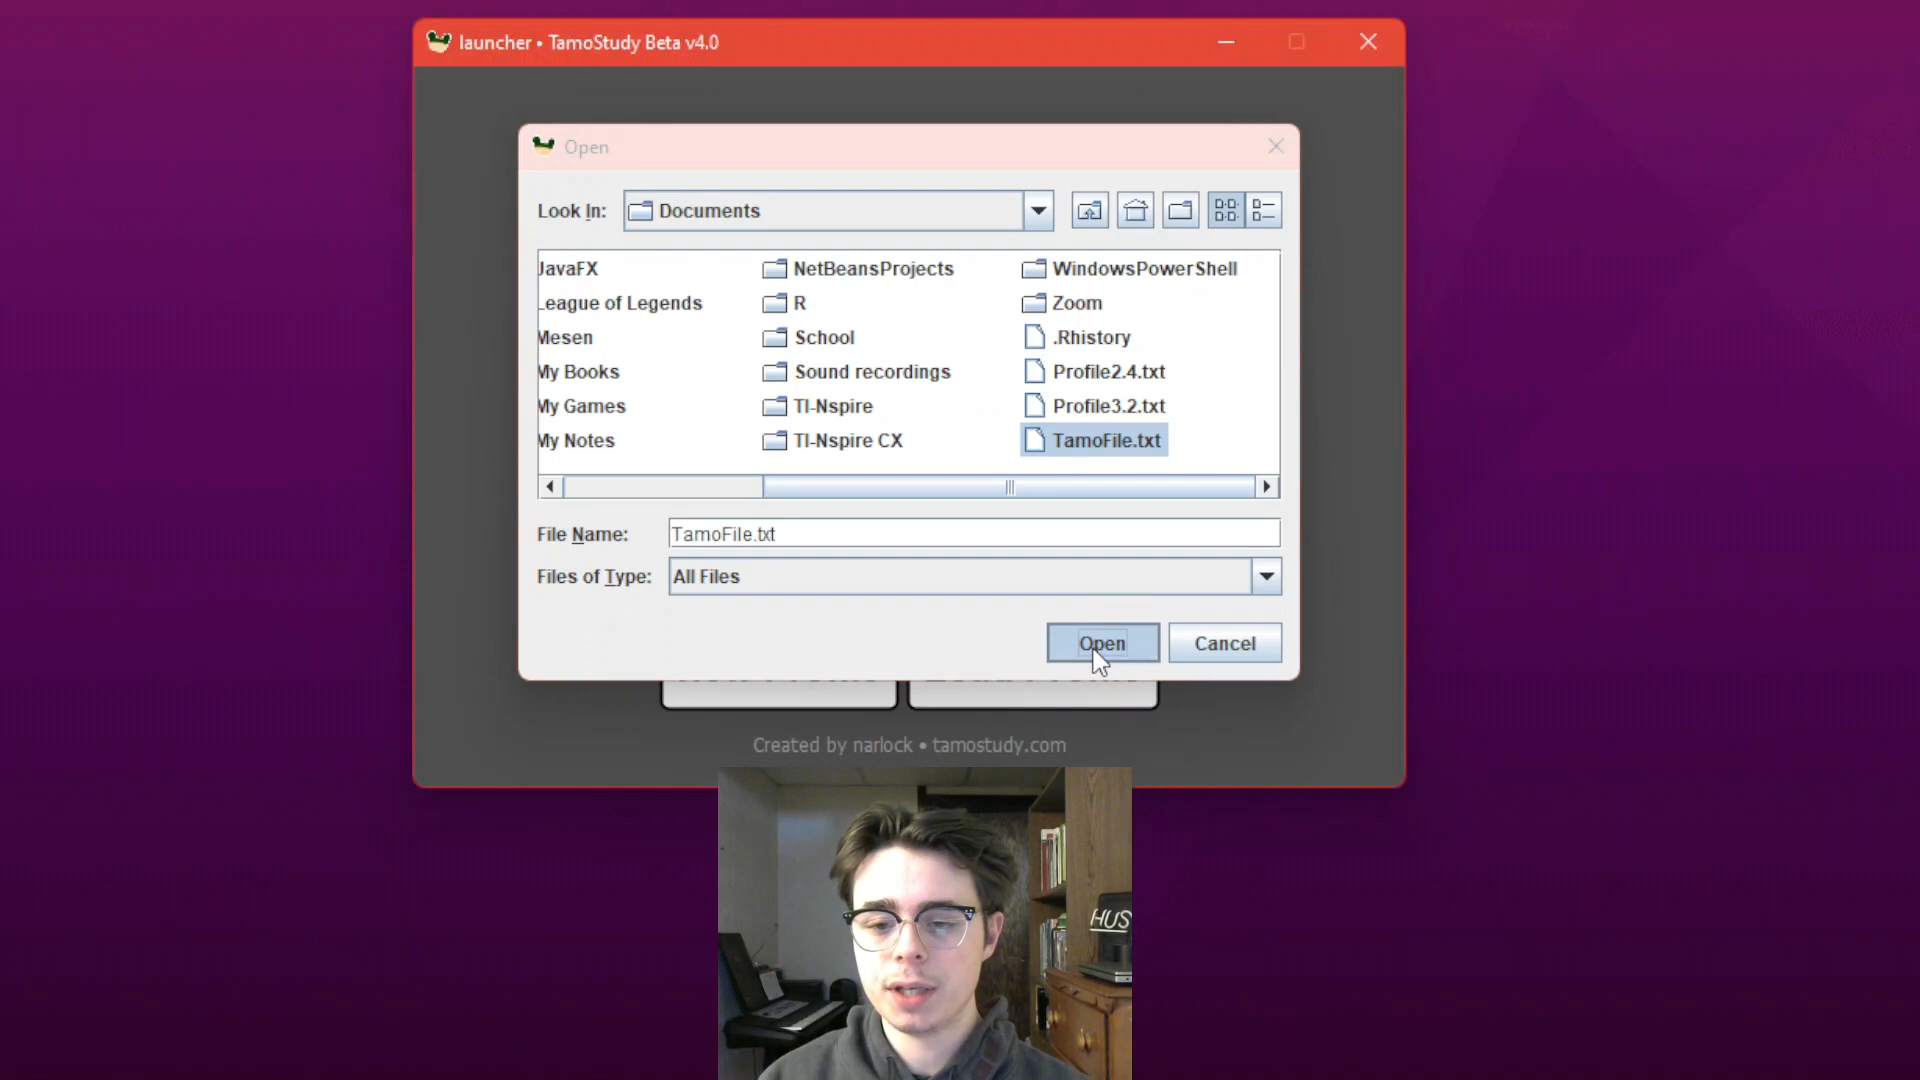 launcher • TamoStudy Beta v4.0
Open
Look In:
Documents
JavaFX
NetBeansProjects
WindowsPowerShell
League of Legends
R
Zoom
Mesen
School
.Rhistory
My Books
Sound recordings
Profile2.4.txt
My Games
TI-Nspire
Profile3.2.txt
My Notes
TI-Nspire CX
TamoFile.txt
File Name:
TamoFile.txt
Files of Type:
All Files
Open
Cancel
Created by narlock • tamostudy.com
HUS